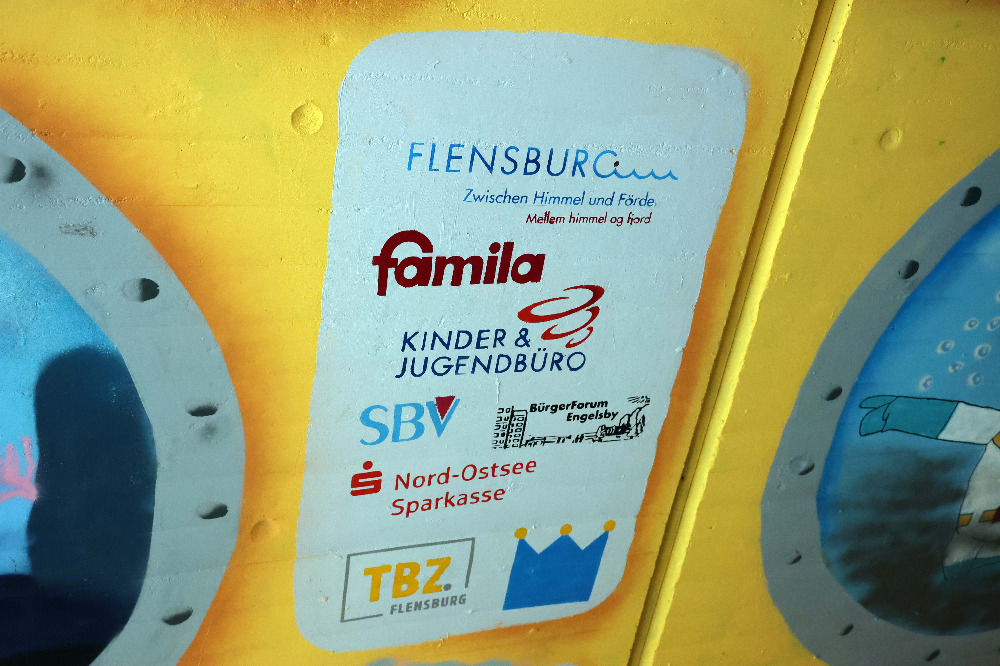 FLENSBURG
Zwischen Himmel und Förde
Mellem himmel og fjord
famila
KINDER &
JUGENDBÜRO
SBV
BürgerForum
Engelsby
Nord-Ostsee
Sparkasse
TBZ.
FLENSBURG